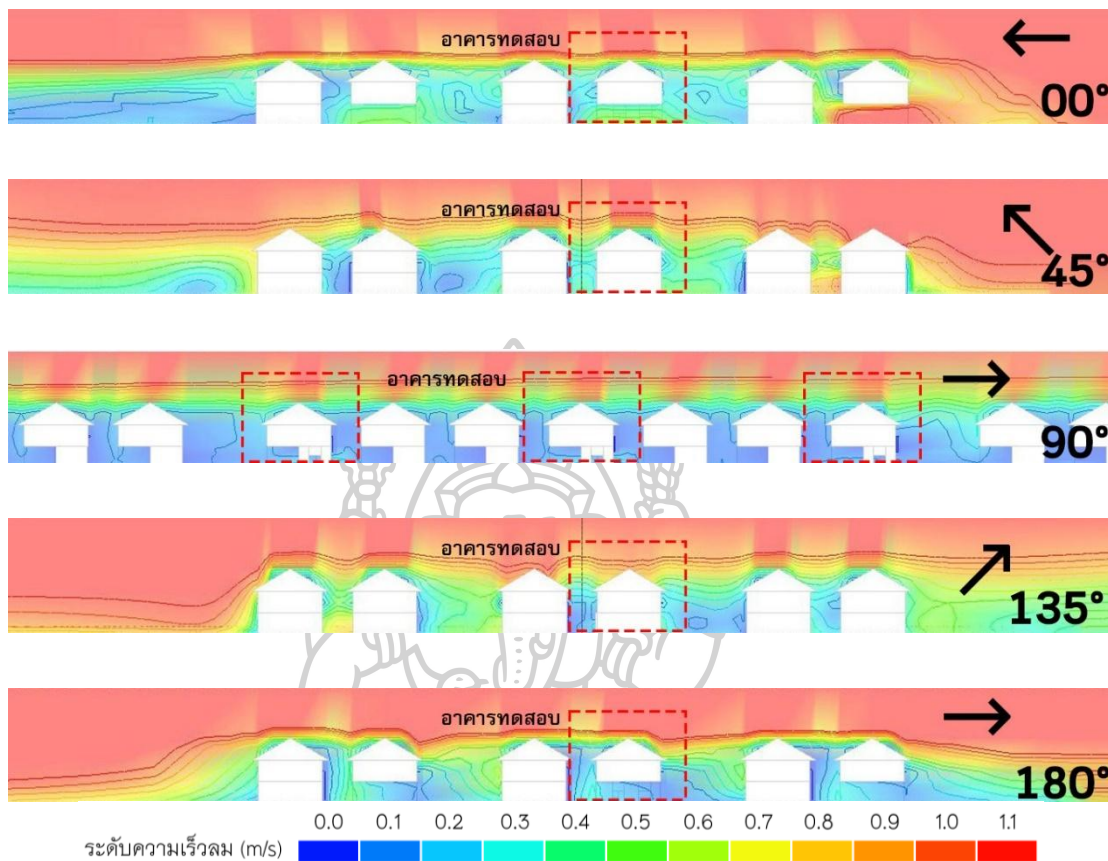 อาคารทดสอบ
00°
อาคารทดสอบ
45°
อาคารทดสอบ
90°
อาคารทดสอบ
135°
อาคารทดสอบ
180°
0.0 0.1 0.2 0.3 0.4 0.5 0.6 0.7 0.8 0.9 1.0 1.1
ระดับความเร็วลม (m/s)